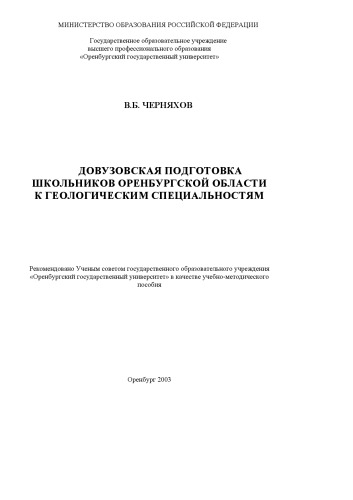 МИНИСТЕРСТВО ОБРАЗОВАНИЯ РОССИЙСКОЙ ФЕДЕРАЦИИ
Государственное образовательное учреждение
высшего профессионального образования
«Оренбургский государственный университет»
В.Б. ЧЕРНЯХОВ
ДОВУЗОВСКАЯ ПОДГОТОВКА
ШКОЛЬНИКОВ ОРЕНБУРГСКОЙ ОБЛАСТИ
К ГЕОЛОГИЧЕСКИМ СПЕЦИАЛЬНОСТЯМ
Рекомендовано Ученым советом государственного образовательного учреждения
«Оренбургский государственный университет» в качестве учебно-методического
пособия
Оренбург 2003